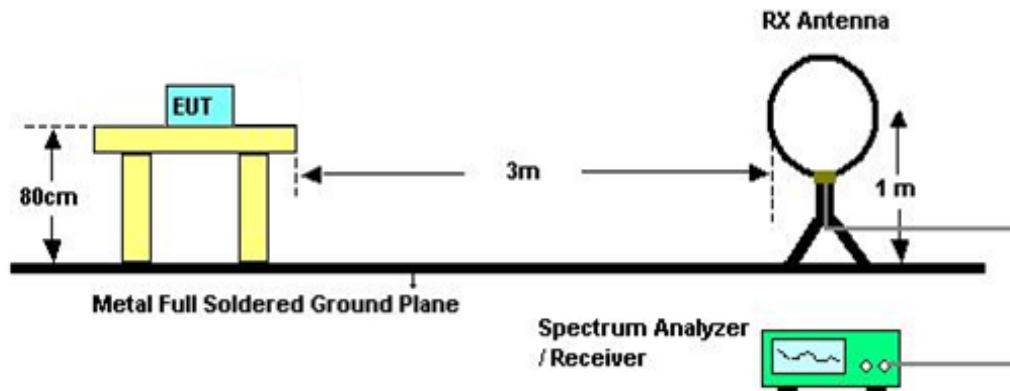 RX Antenna
EUT
80cm
3m
1 m
Metal Full Soldered Ground Plane
Spectrum Analyzer
/ Receiver